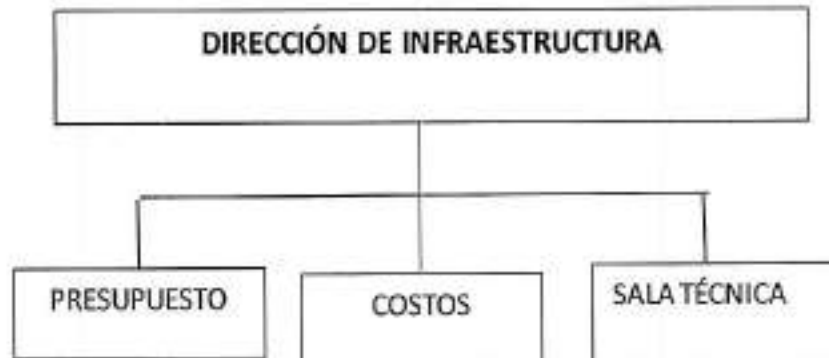 DIRECCIÓN DE INFRAESTRUCTURA
PRESUPUESTO
COSTOS
SALA TÉCNICA